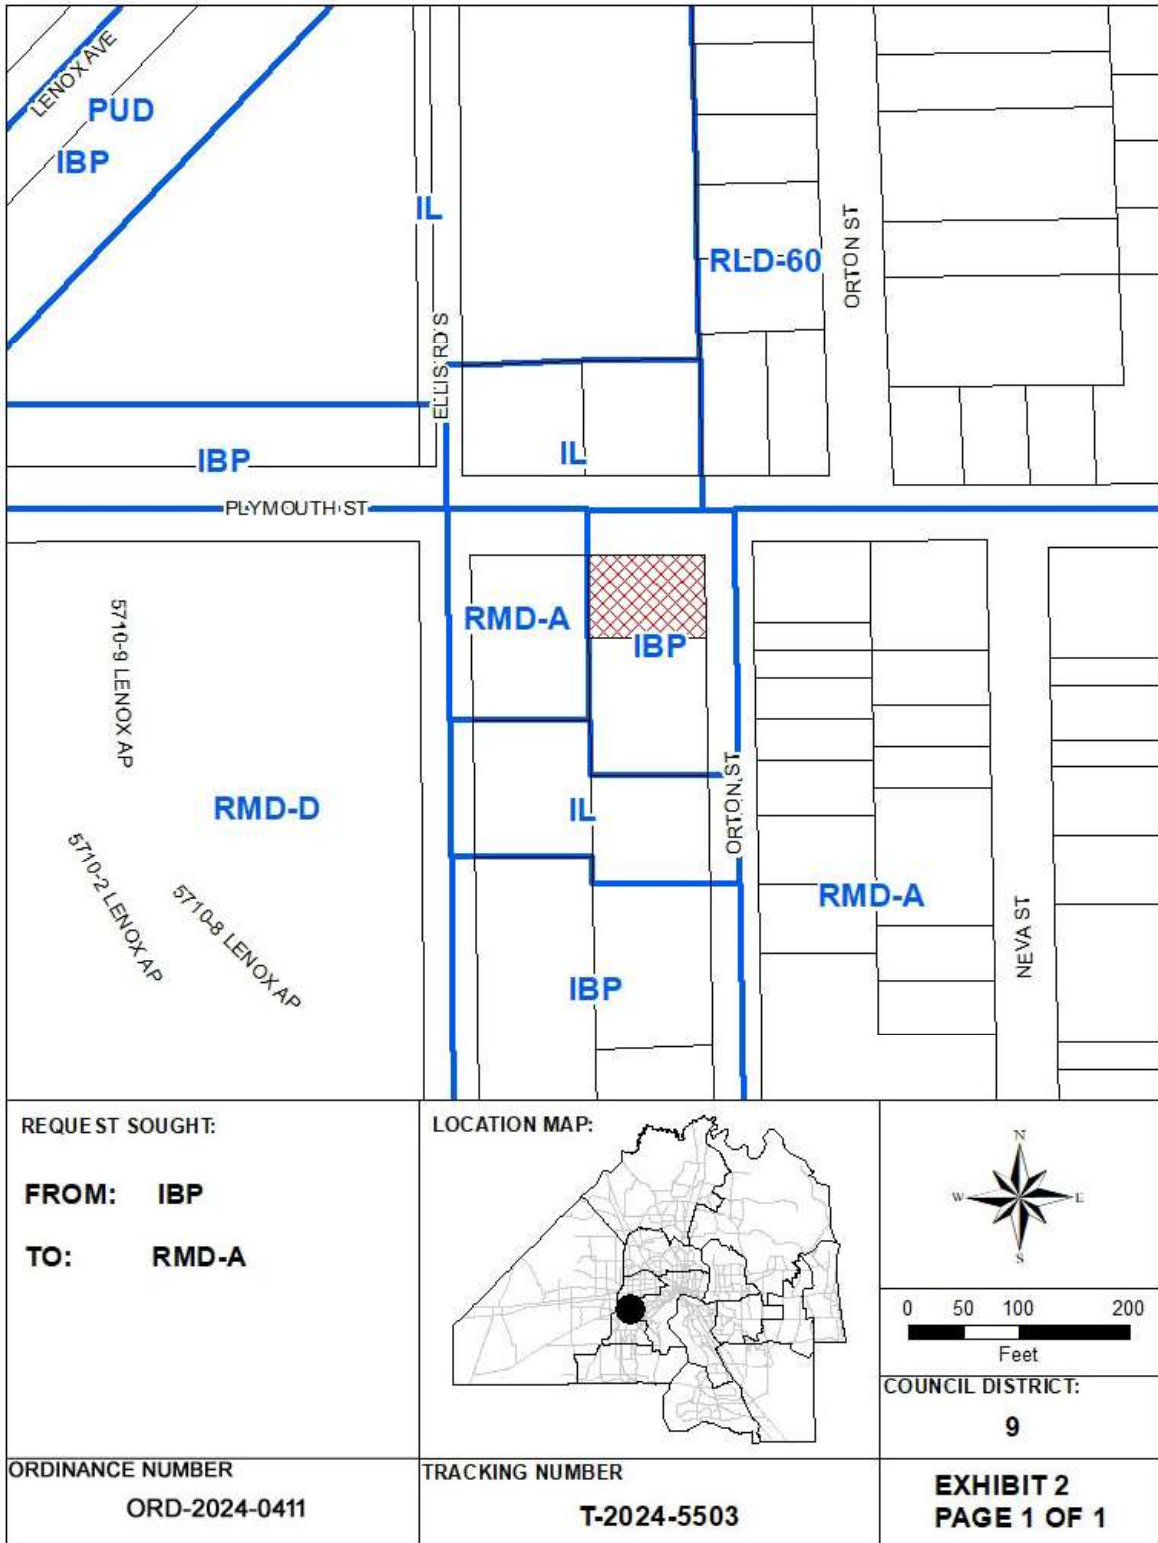 LENOX AVE
PUD
IBP
IL
RLD-60
ORTON ST
ELLIS RD S
IBP
IL
PLYMOUTH ST
RMD-A
IBP
5710-9 LENOX AP
RMD-D
IL
ORTON ST
5710-2 LENOX AP
5710-8 LENOX AP
RMD-A
NEVA ST
IBP
REQUEST SOUGHT:
FROM: IBP
TO: RMD-A
LOCATION MAP:
N
W E
S
0 50 100 200
Feet
COUNCIL DISTRICT:
9
ORDINANCE NUMBER
ORD-2024-0411
TRACKING NUMBER
T-2024-5503
EXHIBIT 2
PAGE 1 OF 1